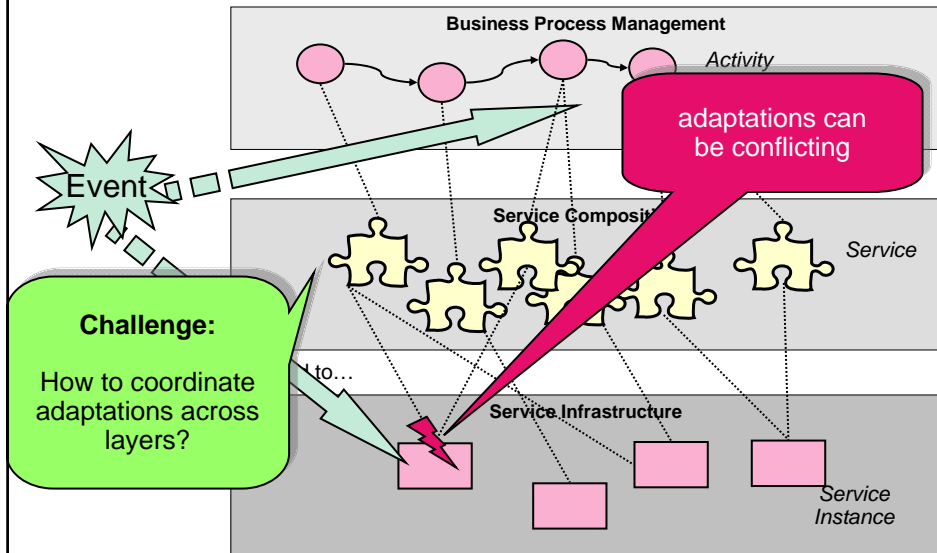 Business Process Management
Activity
adaptations can
be conflicting
Event
Service Compositi
Service
Challenge:
How to coordinate
adaptations across
layers?
to…
Service Infrastructure
Service
Instance